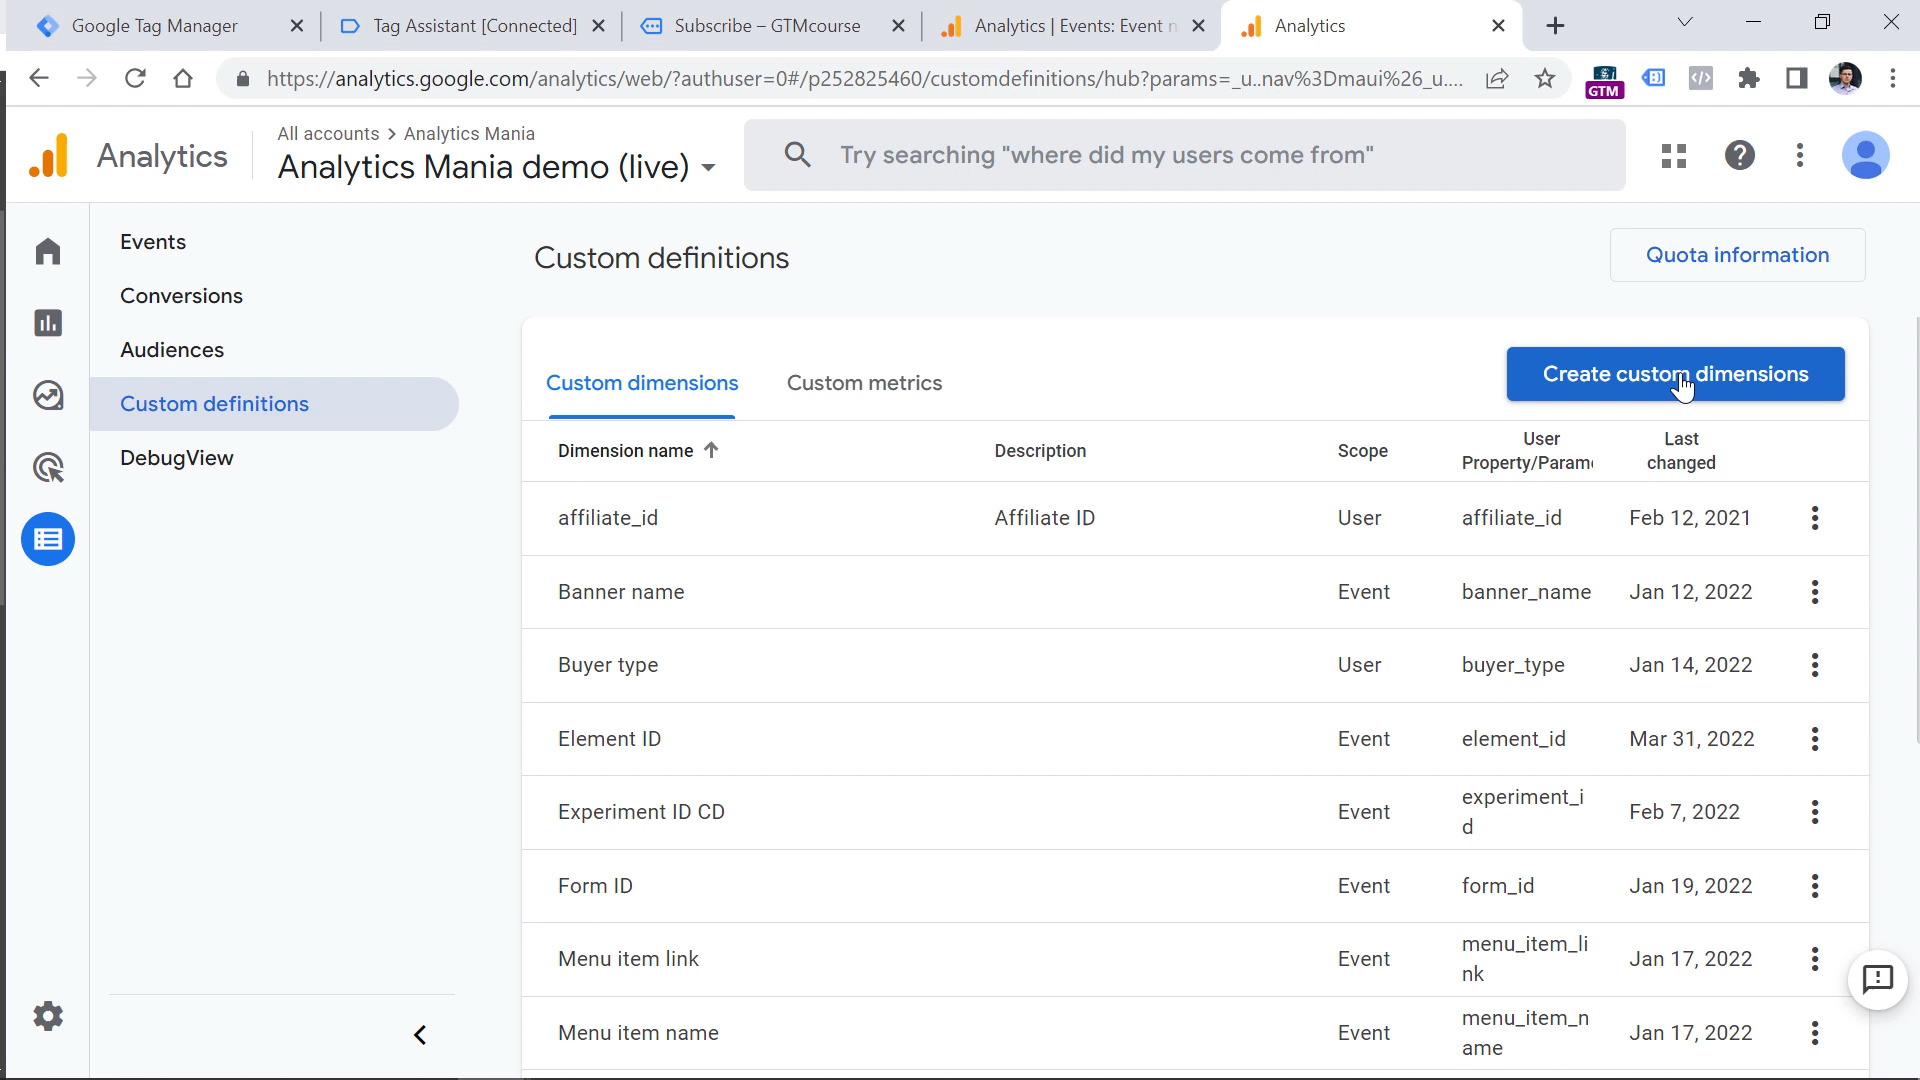 Google Tag Manager
Tag Assistant [Connected]
Subscribe – GTMcourse
Analytics | Events: Event n
Analytics
https://analytics.google.com/analytics/web/?authuser=0#/p252825460/customdefinitions/hub?params=_u..nav%3Dmaui%26_u....
GTM
Analytics
All accounts > Analytics Mania
Analytics Mania demo (live)
Try searching "where did my users come from"
Events
Conversions
Audiences
Custom definitions
DebugView
Custom definitions
Quota information
Custom dimensions
Custom metrics
Create custom dimensions
Dimension name
Description
Scope
User
Property/Param
Last
changed
affiliate_id Affiliate ID User affiliate_id Feb 12, 2021
Banner name Event banner_name Jan 12, 2022
Buyer type User buyer_type Jan 14, 2022
Element ID Event element_id Mar 31, 2022
Experiment ID CD Event experiment_i
d Feb 7, 2022
Form ID Event form_id Jan 19, 2022
Menu item link Event menu_item_li
nk Jan 17, 2022
Menu item name Event menu_item_n
ame Jan 17, 2022